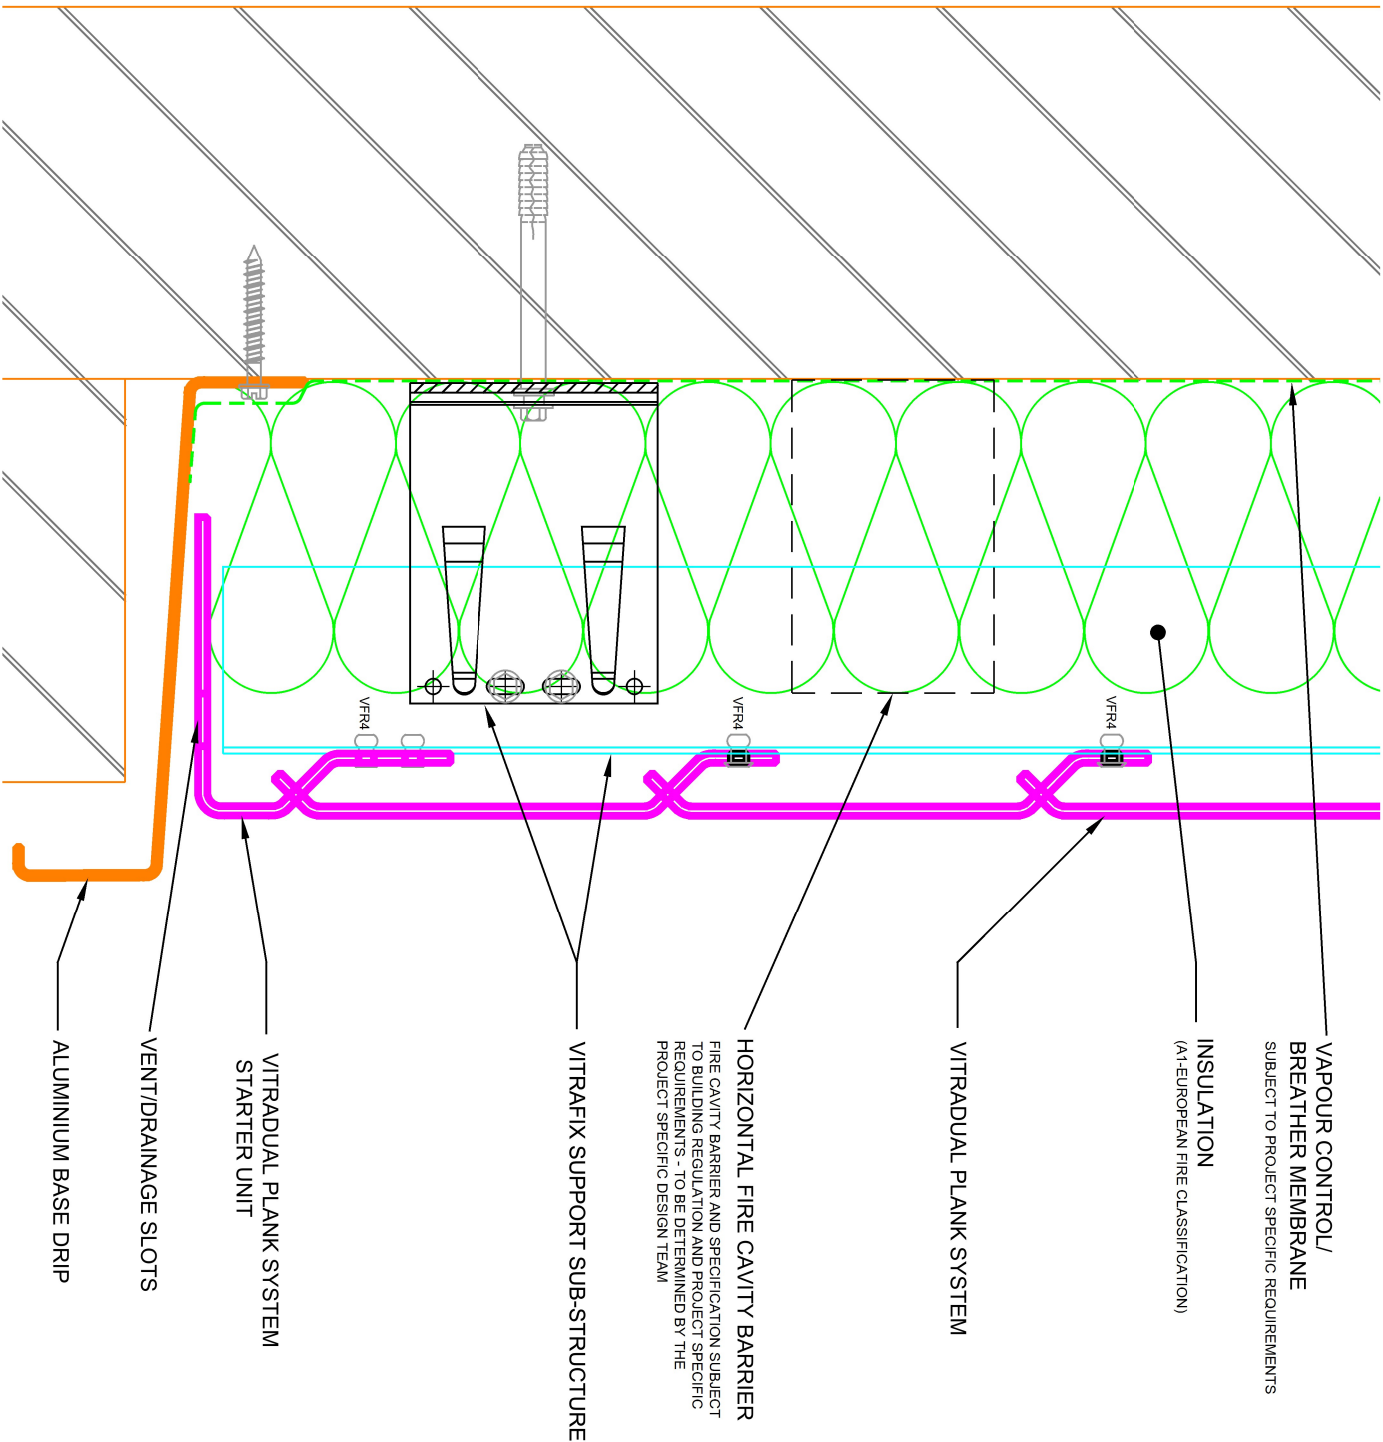 VAPOUR CONTROL/
BREATHER MEMBRANE
SUBJECT TO PROJECT SPECIFIC REQUIREMENTS
INSULATION
(A1-EUROPEAN FIRE CLASSIFICATION)
VITRADUAL PLANK SYSTEM
HORIZONTAL FIRE CAVITY BARRIER
FIRE CAVITY BARRIER AND SPECIFICATION SUBJECT
TO BUILDING REGULATION AND PROJECT SPECIFIC
REQUIREMENTS - TO BE DETERMINED BY THE
PROJECT SPECIFIC DESIGN TEAM
VITRAFIX SUPPORT SUB-STRUCTURE
VITRADUAL PLANK SYSTEM
STARTER UNIT
VENT/DRAINAGE SLOTS
ALUMINIUM BASE DRIP
VFR4
VFR4
VFR4